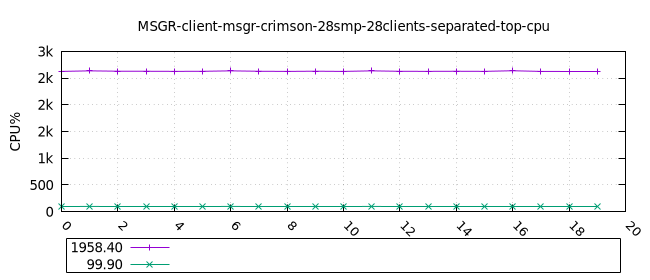 MSGR-client-msgr-crimson-28smp-28clients-separated-top-cpu
3k
2k
2k
2k
1k
500
0
CPU%
0 2 4 6 8 10 12 14 16 18 20
1958.40
99.90